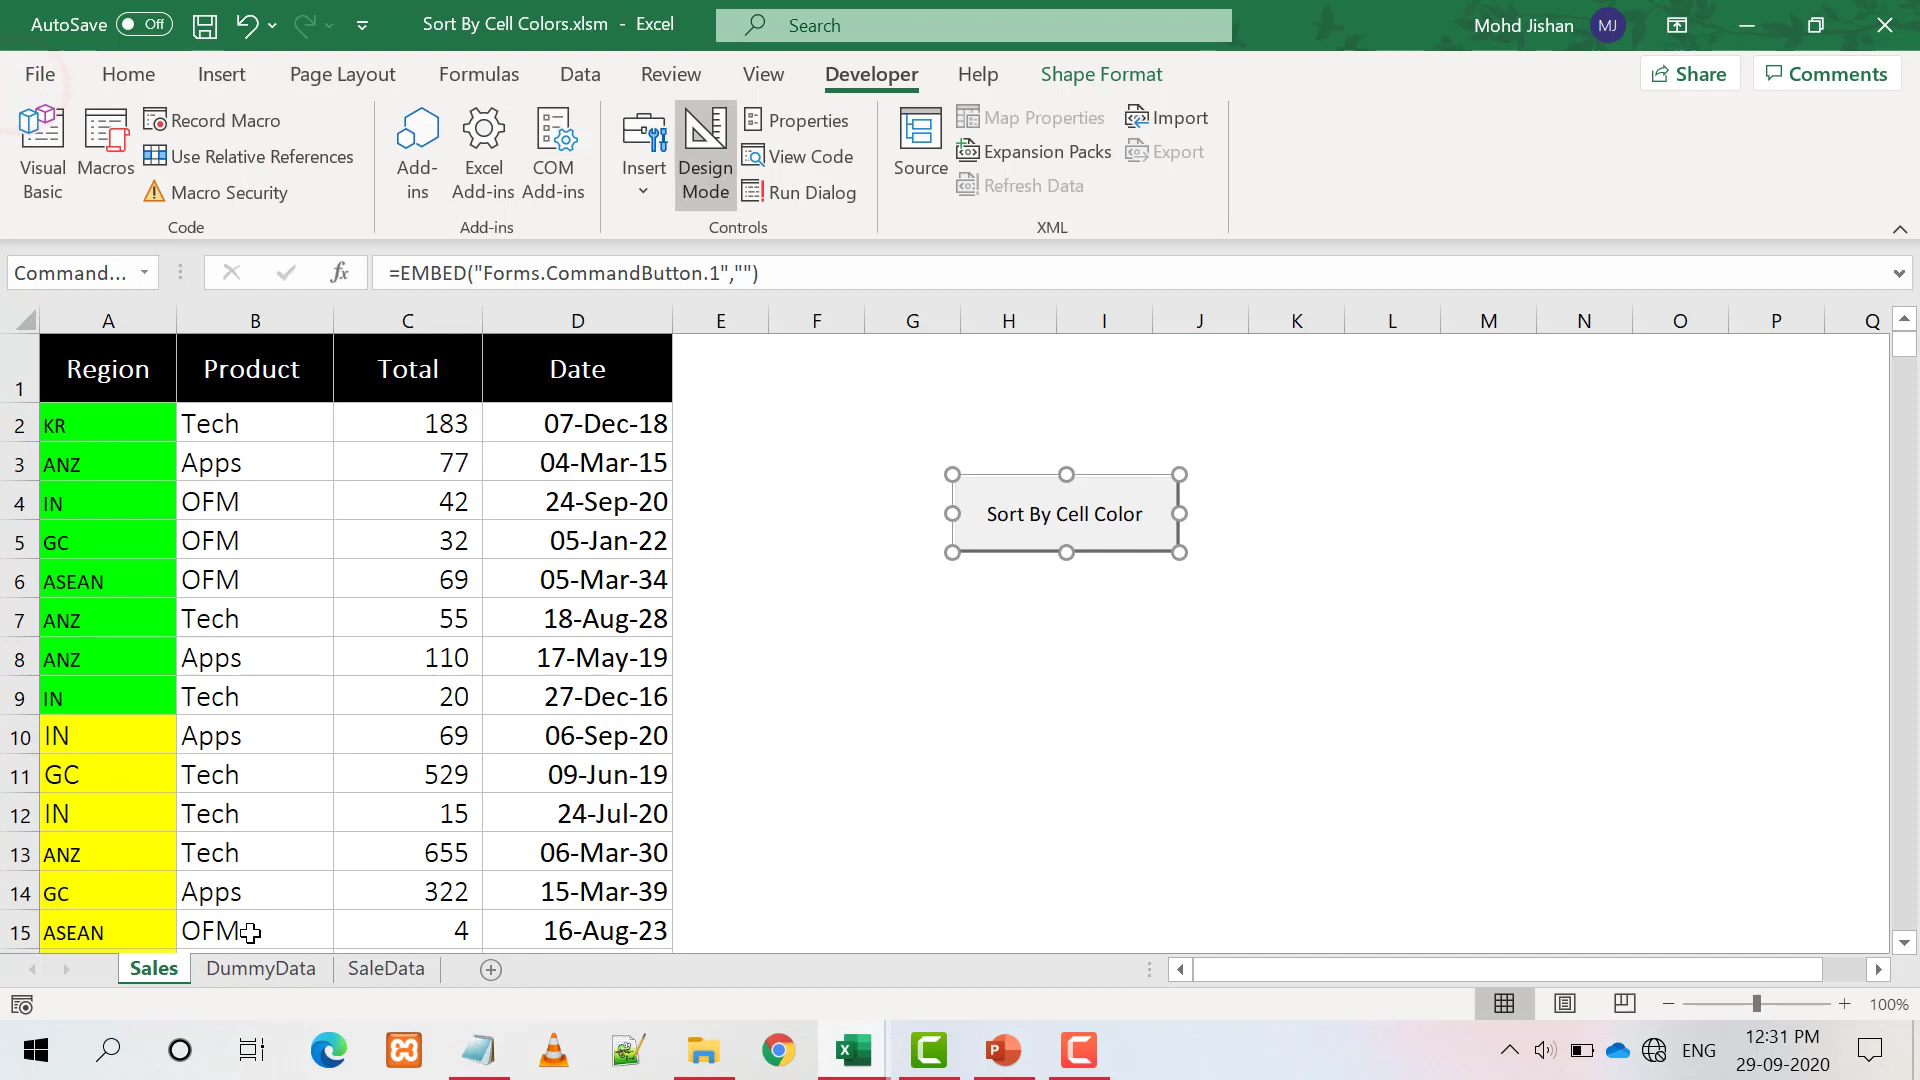 AutoSave Off
Sort By Cell Colors.xlsm - Excel
Search
Mohd Jishan MJ
File Home Insert Page Layout Formulas Data Review View Developer Help Shape Format
Share Comments
Visual Basic
Macros
Record Macro
Use Relative References
Macro Security
Code
Add-ins
Excel Add-ins
COM Add-ins
Add-ins
Insert
Design Mode
Properties
View Code
Run Dialog
Controls
Source
Map Properties
Expansion Packs
Refresh Data
Import
Export
XML
Command...
fx
=EMBED("Forms.CommandButton.1","")
A B C D E F G H I J K L M N O P Q
1 Region Product Total Date
2 KR Tech 183 07-Dec-18
3 ANZ Apps 77 04-Mar-15
4 IN OFM 42 24-Sep-20
5 GC OFM 32 05-Jan-22
6 ASEAN OFM 69 05-Mar-34
7 ANZ Tech 55 18-Aug-28
8 ANZ Apps 110 17-May-19
9 IN Tech 20 27-Dec-16
10 IN Apps 69 06-Sep-20
11 GC Tech 529 09-Jun-19
12 IN Tech 15 24-Jul-20
13 ANZ Tech 655 06-Mar-30
14 GC Apps 322 15-Mar-39
15 ASEAN OFM 4 16-Aug-23
Sort By Cell Color
Sales DummyData SaleData
100%
ENG
12:31 PM
29-09-2020